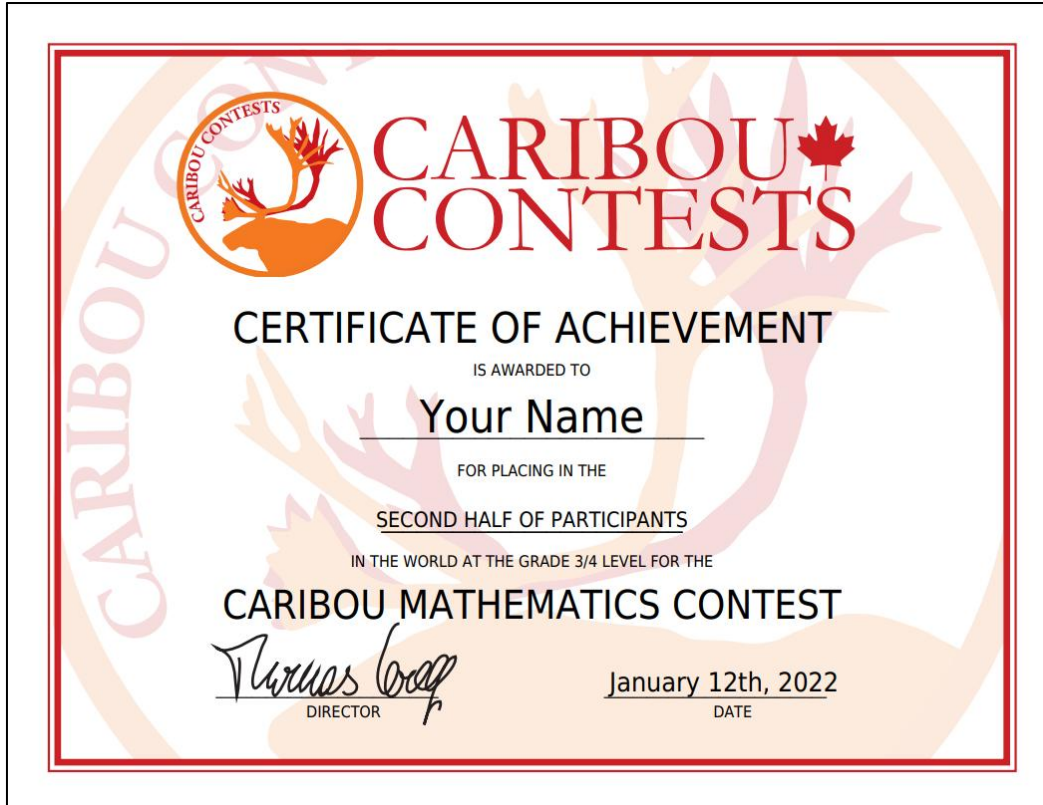 CARIBOU CONTESTS
CARIBOU
CONTESTS
CERTIFICATE OF ACHIEVEMENT
IS AWARDED TO
Your Name
FOR PLACING IN THE
SECOND HALF OF PARTICIPANTS
IN THE WORLD AT THE GRADE 3/4 LEVEL FOR THE
CARIBOU MATHEMATICS CONTEST
January 12th, 2022
DIRECTOR
DATE
CARIBOU CON